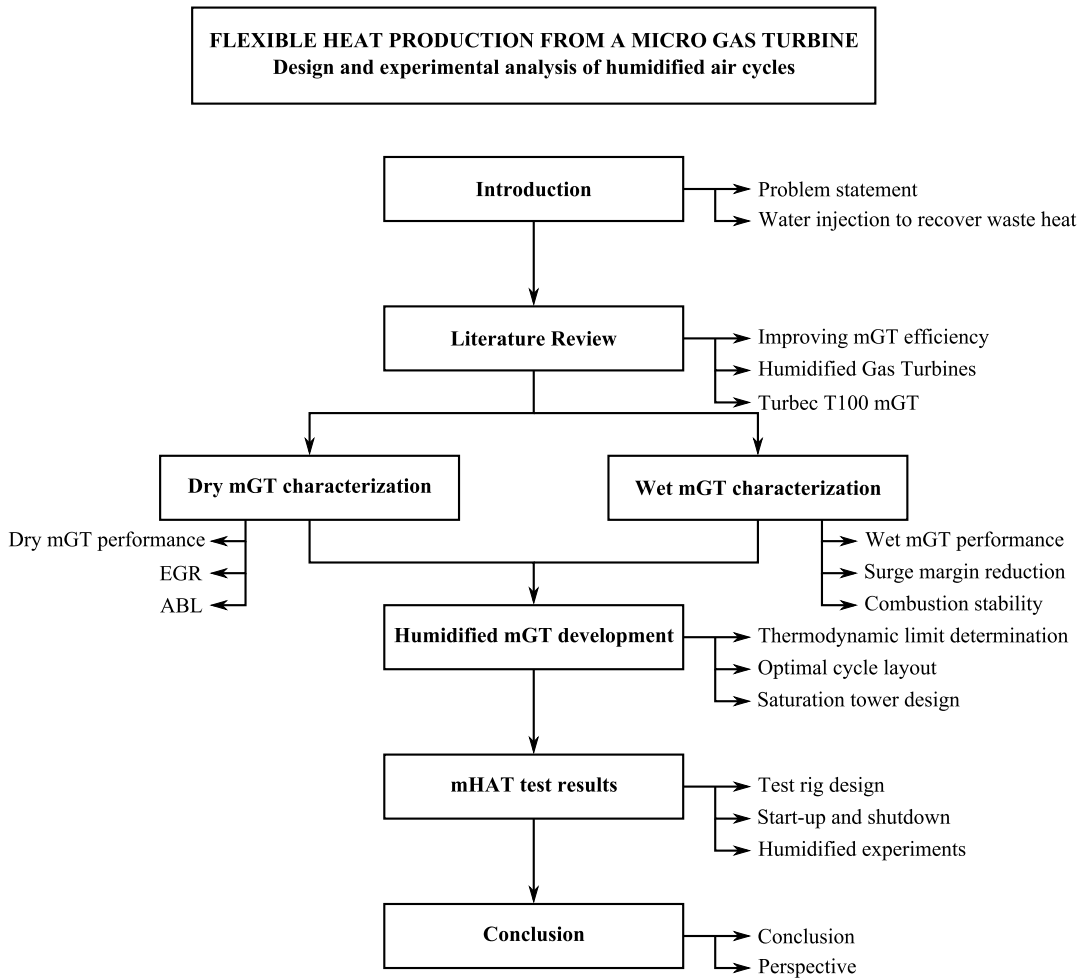 FLEXIBLE HEAT PRODUCTION FROM A MICRO GAS TURBINE
Design and experimental analysis of humidified air cycles
Introduction
Problem statement
Water injection to recover waste heat
Literature Review
Improving mGT efficiency
Humidified Gas Turbines
Turbec T100 mGT
Dry mGT characterization
Dry mGT performance
EGR
ABL
Wet mGT characterization
Wet mGT performance
Surge margin reduction
Combustion stability
Humidified mGT development
Thermodynamic limit determination
Optimal cycle layout
Saturation tower design
mHAT test results
Test rig design
Start-up and shutdown
Humidified experiments
Conclusion
Conclusion
Perspective